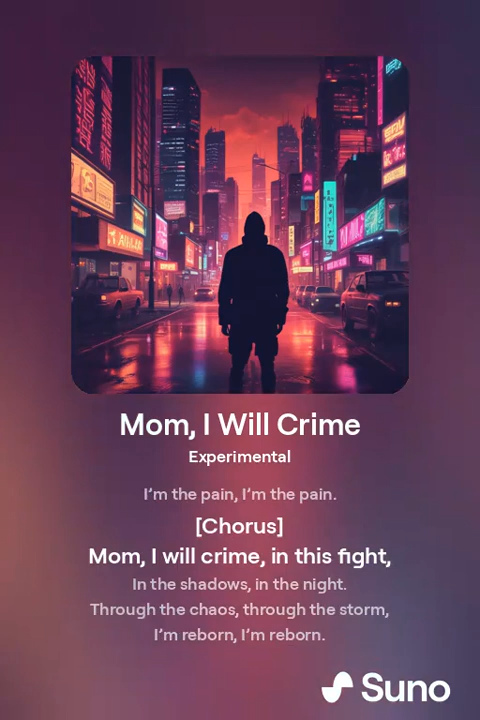 Mom, I Will Crime
Experimental
I'm the pain, I'm the pain.
[Chorus]
Mom, I will crime, in this fight,
In the shadows, in the night.
Through the chaos, through the storm,
I'm reborn, I'm reborn.
Suno